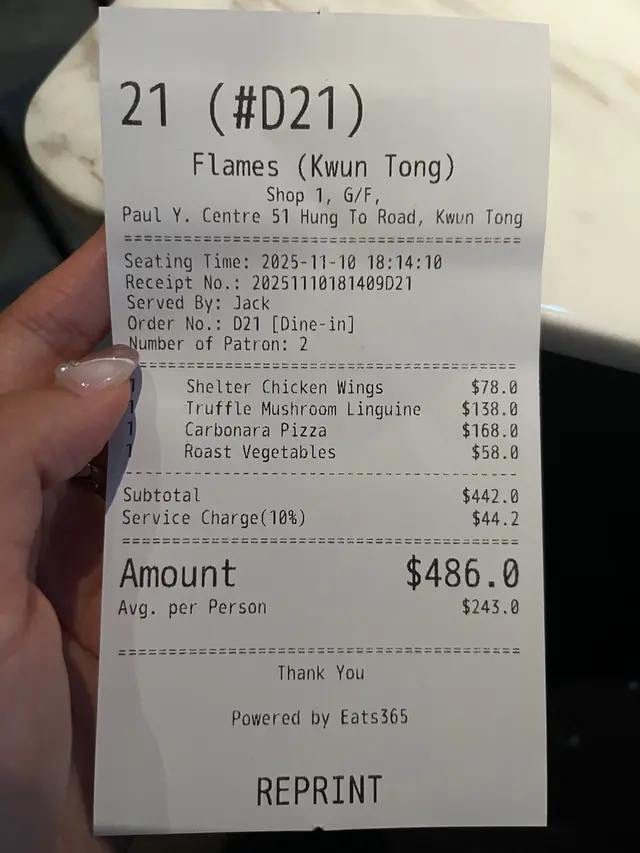 21 (#D21)
Flames (Kwun Tong)
Shop 1, G/F,
Paul Y. Centre 51 Hung To Road, Kwun Tong
===============================================
Seating Time: 2025-11-10 18:14:10
Receipt No.: 20251110181409D21
Served By: Jack
Order No.: D21 [Dine-in]
Number of Patron: 2
===============================================
1 Shelter Chicken Wings $78.0
1 Truffle Mushroom Linguine $138.0
1 Carbonara Pizza $168.0
1 Roast Vegetables $58.0
-----------------------------------------------
Subtotal $442.0
Service Charge(10%) $44.2
===============================================
Amount $486.0
Avg. per Person $243.0
===============================================
Thank You
Powered by Eats365
REPRINT